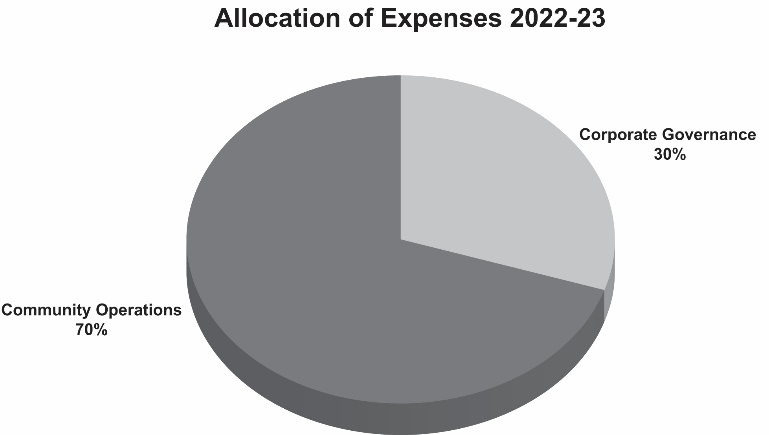 Allocation of Expenses 2022-23
Corporate Governance
30%
Community Operations
70%